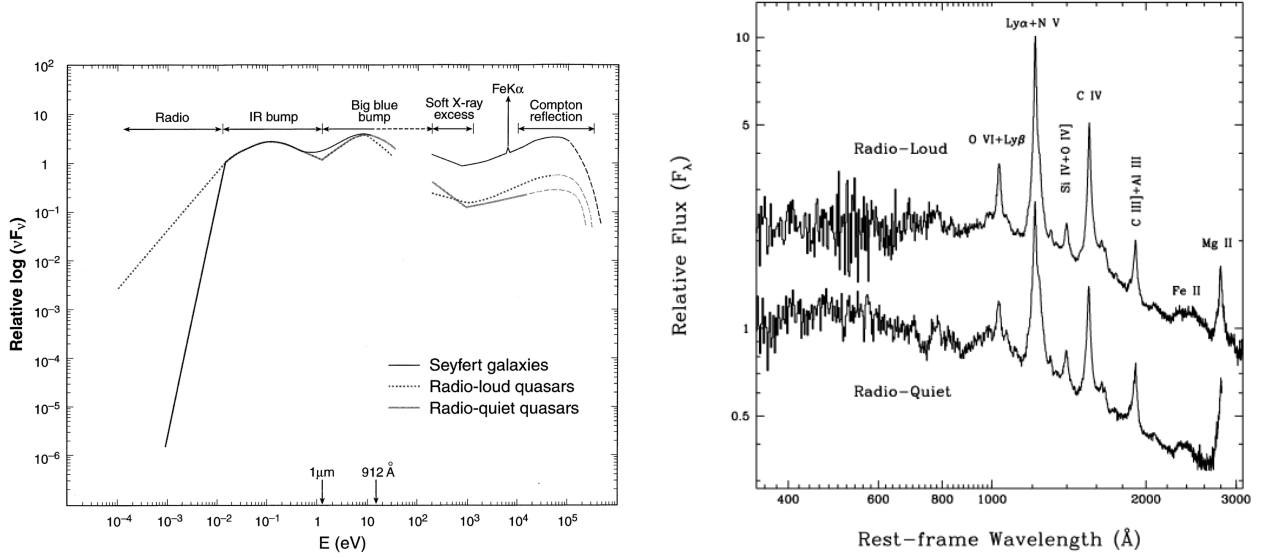 10²
10
1
10⁻¹
10⁻²
10⁻³
10⁻⁴
10⁻⁵
10⁻⁶
Relative log (νFν)
FeKα
Radio
IR bump
Big blue
bump
Soft X-ray
excess
Compton
reflection
Seyfert galaxies
Radio-loud quasars
Radio-quiet quasars
1μm
912 Å
10⁻⁴
10⁻³
10⁻²
10⁻¹
1
10
10²
10³
10⁴
10⁵
E (eV)
10
5
1
0.5
Relative Flux (Fλ)
Lyα+N V
C IV
O VI+Lyβ
Si IV+O IV]
C III]+Al III
Mg II
Fe II
Radio-Loud
Radio-Quiet
400
600
800
1000
2000
3000
Rest-frame Wavelength (Å)